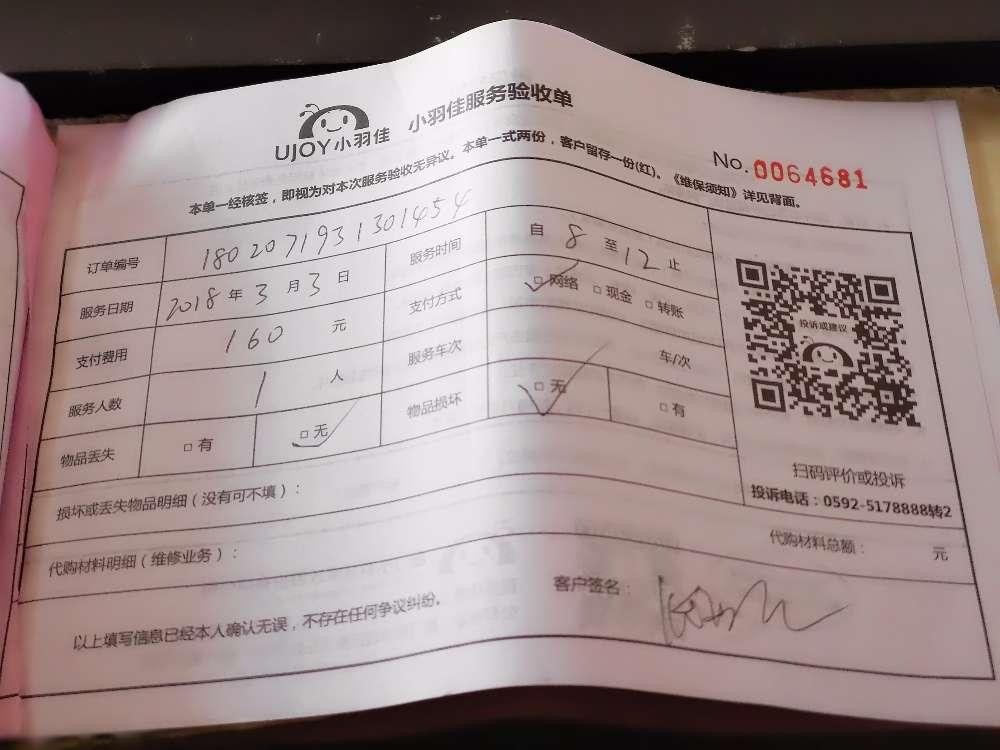 UJOY小羽佳 小羽佳服务验收单
No.0064681
本单一经核签，即视为对本次服务验收无异议。本单一式两份，客户留存一份(红)。《维保须知》详见背面。
订单编号 1802071931301454 服务时间 自 8 至 12 止
服务日期 2018 年 3 月 3 日 支付方式 网络 现金 转账
支付费用 160 元 服务车次 车/次
服务人数 1 人 物品损坏 无 有
物品丢失 有 无
投诉或建议
扫码评价或投诉
投诉电话：0592-5178888转2
损坏或丢失物品明细（没有可不填）：
代购材料明细（维修业务）： 代购材料总额： 元
以上填写信息已经本人确认无误，不存在任何争议纠纷。 客户签名：